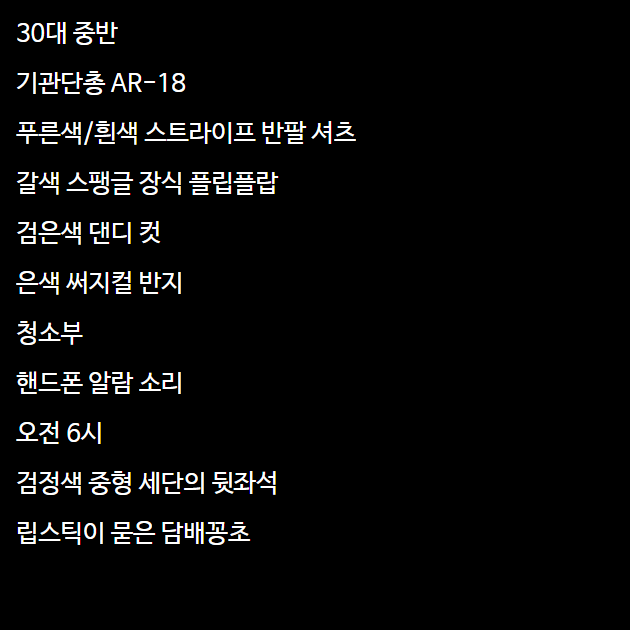 30대 중반
기관단총 AR-18
푸른색/흰색 스트라이프 반팔 셔츠
갈색 스팽글 장식 플립플랍
검은색 댄디 컷
은색 써지컬 반지
청소부
핸드폰 알람 소리
오전 6시
검정색 중형 세단의 뒷좌석
립스틱이 묻은 담배꽁초